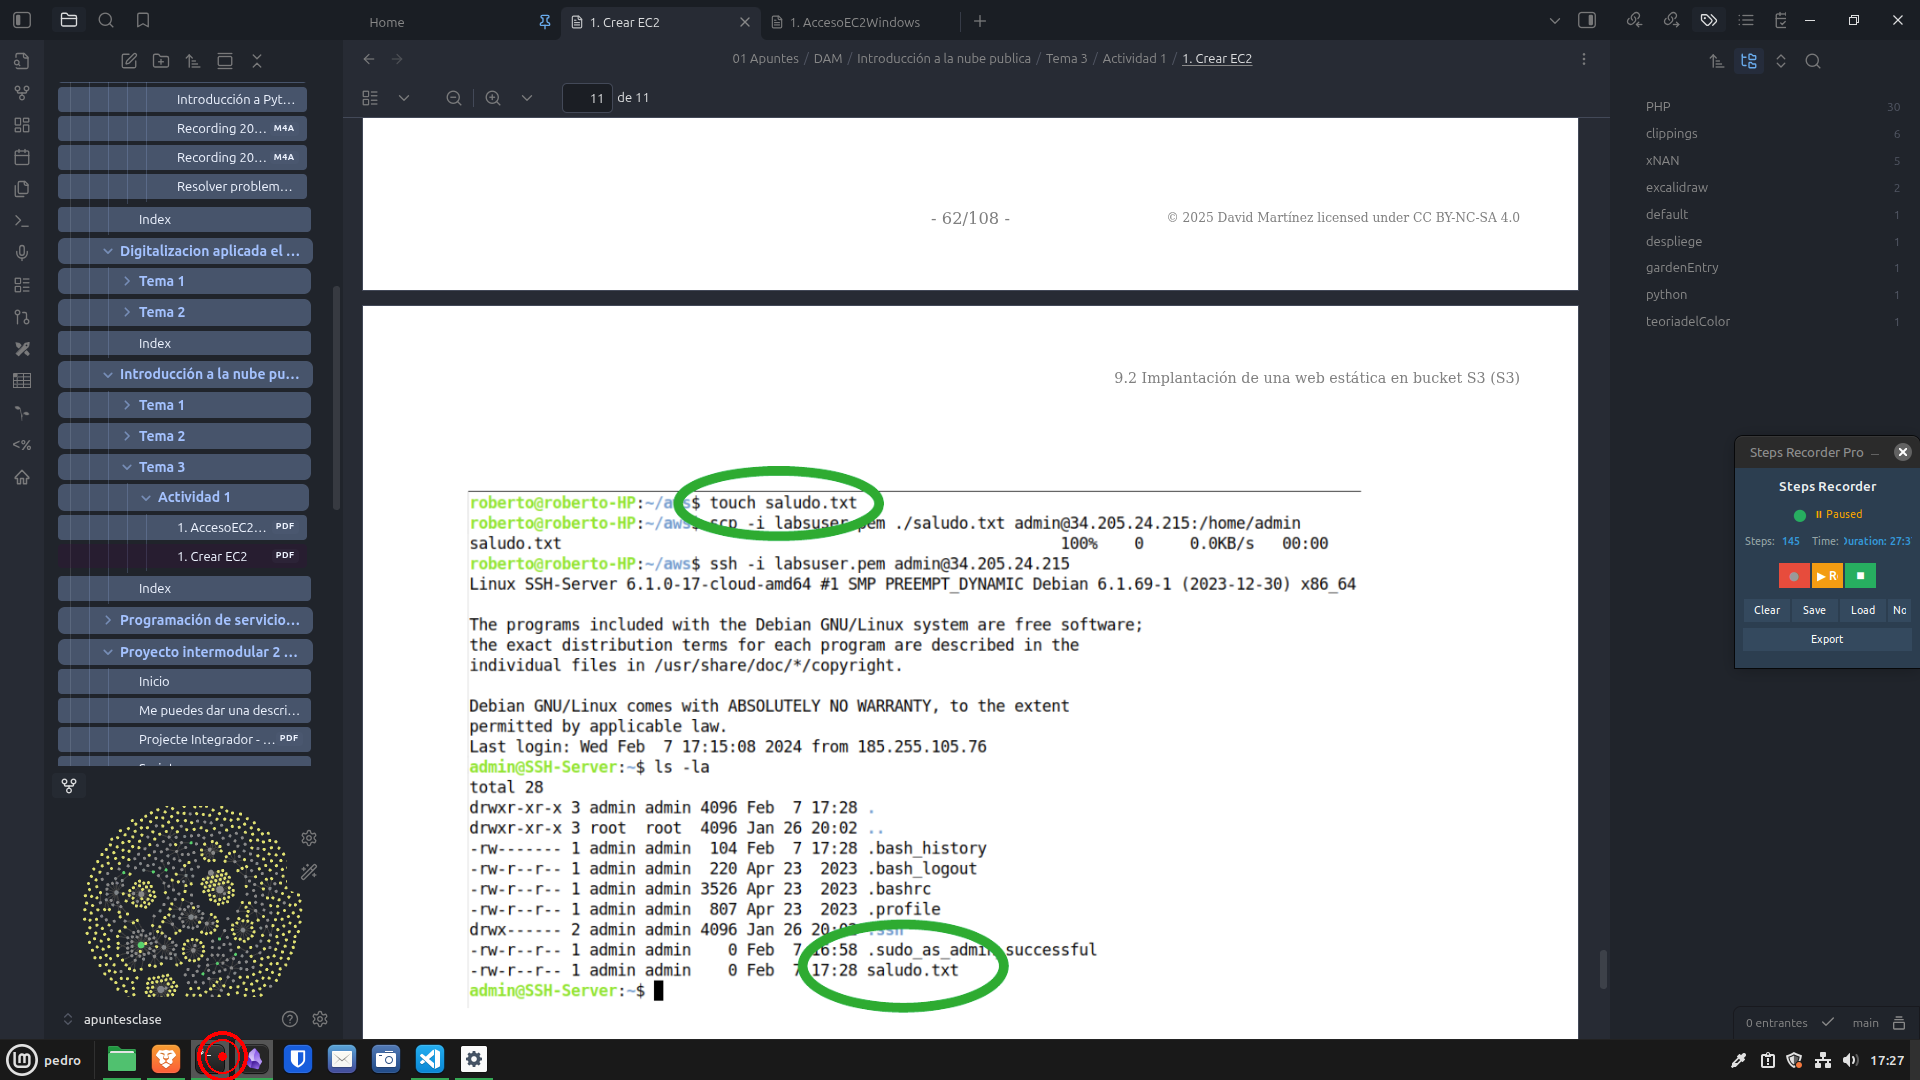 Home
1. Crear EC2
1. AccesoEC2Windows
01 Apuntes / DAM / Introducción a la nube publica / Tema 3 / Actividad 1 / 1. Crear EC2
11 de 11
Introducción a Pyt...
Recording 20... M4A
Recording 20... M4A
Resolver problem...
Index
Digitalizacion aplicada el ...
Tema 1
Tema 2
Index
Introducción a la nube pu...
Tema 1
Tema 2
Tema 3
Actividad 1
1. AccesoEC2... PDF
1. Crear EC2 PDF
Index
Programación de servicio...
Proyecto intermodular 2 ...
Inicio
Me puedes dar una descri...
Projecte Integrador - ... PDF
apuntesclase
- 62/108 -
© 2025 David Martínez licensed under CC BY-NC-SA 4.0
9.2 Implantación de una web estática en bucket S3 (S3)
roberto@roberto-HP:~/aws$ touch saludo.txt
roberto@roberto-HP:~/aws$ scp -i labsuser.pem ./saludo.txt admin@34.205.24.215:/home/admin
saludo.txt 100% 0 0.0KB/s 00:00
roberto@roberto-HP:~/aws$ ssh -i labsuser.pem admin@34.205.24.215
Linux SSH-Server 6.1.0-17-cloud-amd64 #1 SMP PREEMPT_DYNAMIC Debian 6.1.69-1 (2023-12-30) x86_64
The programs included with the Debian GNU/Linux system are free software;
the exact distribution terms for each program are described in the
individual files in /usr/share/doc/*/copyright.
Debian GNU/Linux comes with ABSOLUTELY NO WARRANTY, to the extent
permitted by applicable law.
Last login: Wed Feb 7 17:15:08 2024 from 185.255.105.76
admin@SSH-Server:~$ ls -la
total 28
drwxr-xr-x 3 admin admin 4096 Feb 7 17:28 .
drwxr-xr-x 3 root root 4096 Jan 26 20:02 ..
-rw------- 1 admin admin 104 Feb 7 17:28 .bash_history
-rw-r--r-- 1 admin admin 220 Apr 23 2023 .bash_logout
-rw-r--r-- 1 admin admin 3526 Apr 23 2023 .bashrc
-rw-r--r-- 1 admin admin 807 Apr 23 2023 .profile
drwx------ 2 admin admin 4096 Jan 26 20:02 .ssh
-rw-r--r-- 1 admin admin 0 Feb 7 16:58 .sudo_as_admin_successful
-rw-r--r-- 1 admin admin 0 Feb 7 17:28 saludo.txt
admin@SSH-Server:~$
PHP 30
clippings 6
xNAN 5
excalidraw 2
default 1
despliege 1
gardenEntry 1
python 1
teoriadelColor 1
Steps Recorder Pro
Steps Recorder
Paused
Steps: 145 Time: Duration: 27:3
R
Clear Save Load No
Export
0 entrantes main
pedro
17:27